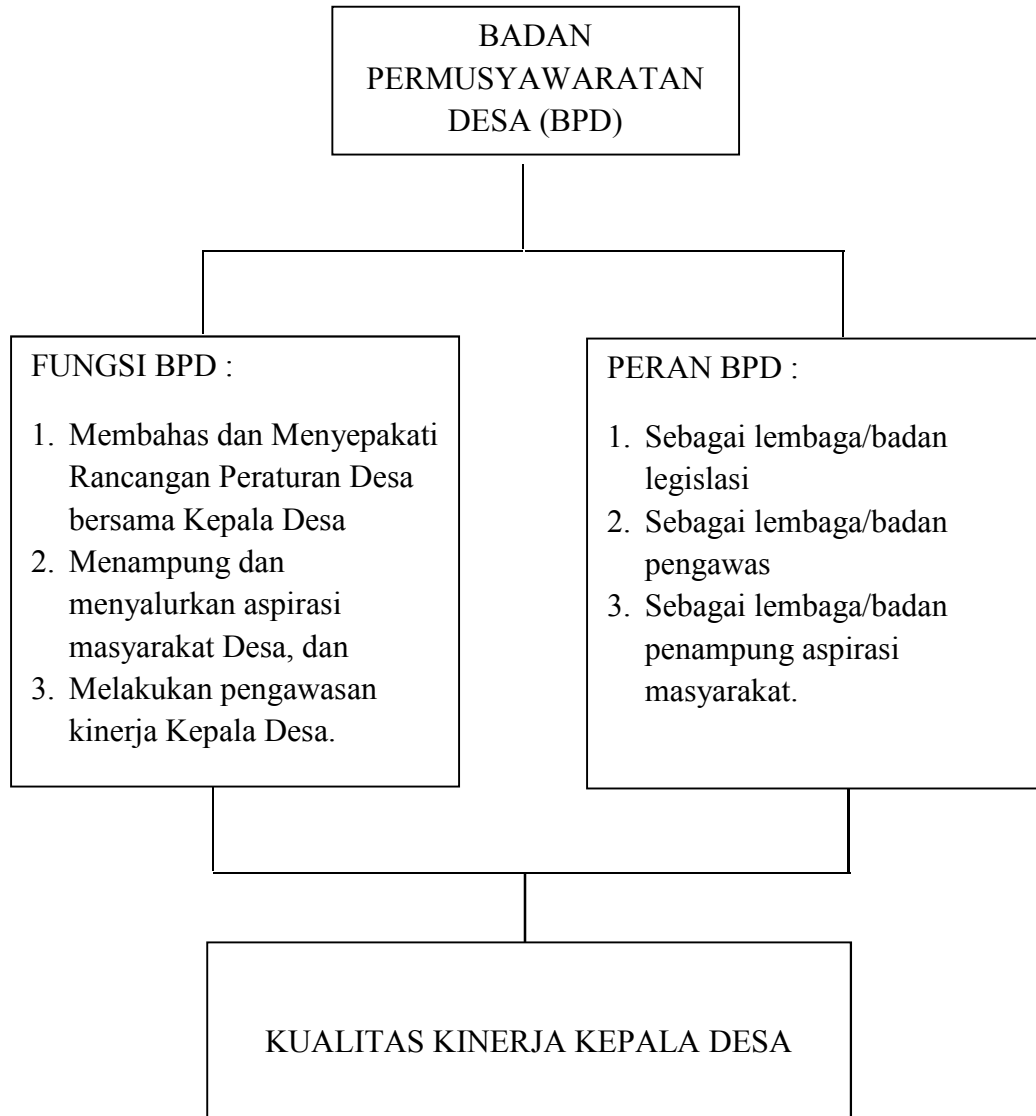 BADAN
PERMUSYAWARATAN
DESA (BPD)
FUNGSI BPD :
1. Membahas dan Menyepakati
Rancangan Peraturan Desa
bersama Kepala Desa
2. Menampung dan
menyalurkan aspirasi
masyarakat Desa, dan
3. Melakukan pengawasan
kinerja Kepala Desa.
PERAN BPD :
1. Sebagai lembaga/badan
legislasi
2. Sebagai lembaga/badan
pengawas
3. Sebagai lembaga/badan
penampung aspirasi
masyarakat.
KUALITAS KINERJA KEPALA DESA